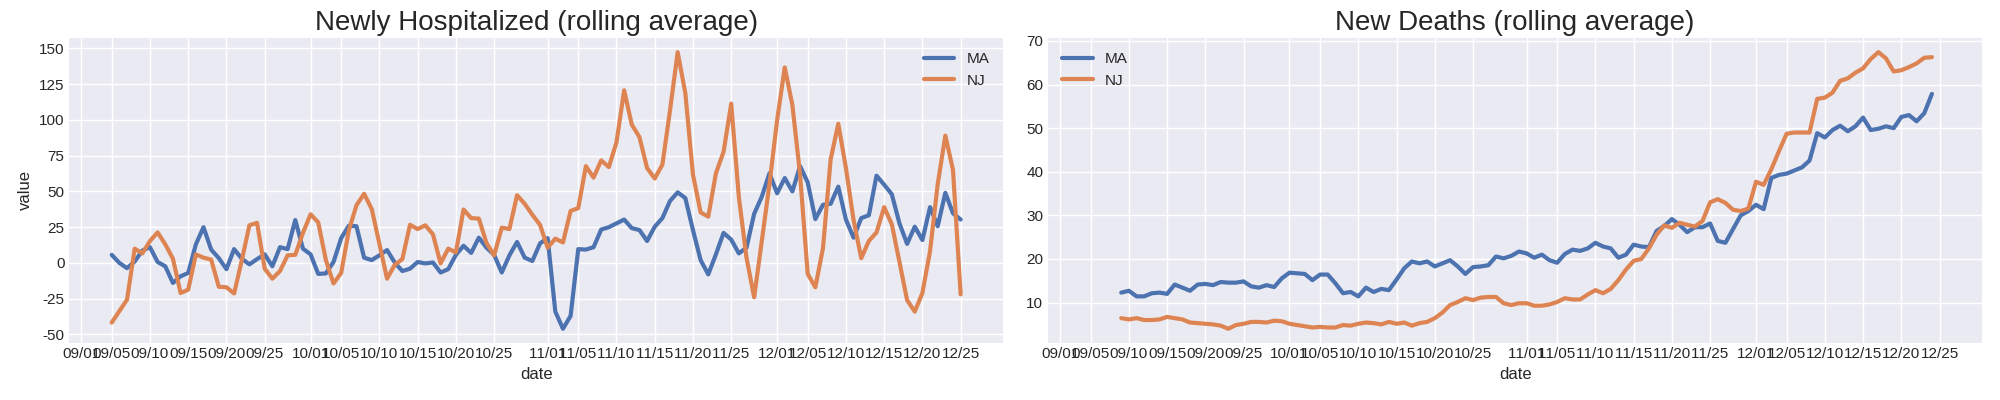 Newly Hospitalized (rolling average)
150
125
100
75
50
25
0
-25
-50
value
MA
NJ
09/01 09/05 09/10 09/15 09/20 09/25 10/01 10/05 10/10 10/15 10/20 10/25 11/01 11/05 11/10 11/15 11/20 11/25 12/01 12/05 12/10 12/15 12/20 12/25
date
New Deaths (rolling average)
70
60
50
40
30
20
10
MA
NJ
09/01 09/05 09/10 09/15 09/20 09/25 10/01 10/05 10/10 10/15 10/20 10/25 11/01 11/05 11/10 11/15 11/20 11/25 12/01 12/05 12/10 12/15 12/20 12/25
date